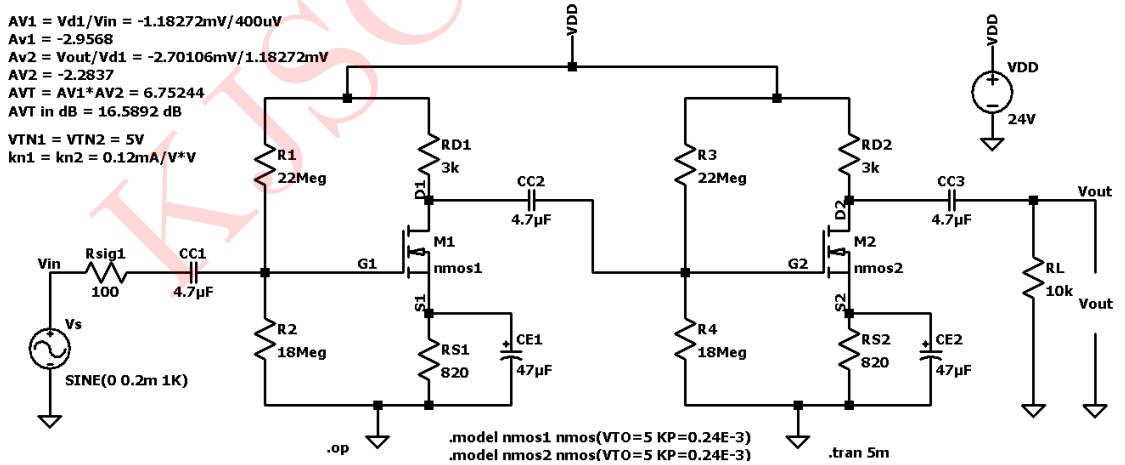 AV1 = Vd1/Vin = -1.18272mV/400uV
Av1 = -2.9568
Av2 = Vout/Vd1 = -2.70106mV/1.18272mV
AV2 = -2.2837
AVT = AV1*AV2 = 6.75244
AVT in dB = 16.5892 dB
VTN1 = VTN2 = 5V
kn1 = kn2 = 0.12mA/V*V
KJSC
VDD
VDD
VDD
24V
R1
22Meg
RD1
3k
D1
CC2
4.7µF
R3
22Meg
RD2
3k
D2
CC3
4.7µF
Vout
Vin
Rsig1
100
CC1
4.7µF
G1
M1
nmos1
S1
G2
M2
nmos2
S2
RL
10k
Vout
Vs
SINE(0 0.2m 1K)
R2
18Meg
RS1
820
CE1
47µF
R4
18Meg
RS2
820
CE2
47µF
.op
.model nmos1 nmos(VTO=5 KP=0.24E-3)
.model nmos2 nmos(VTO=5 KP=0.24E-3)
.tran 5m